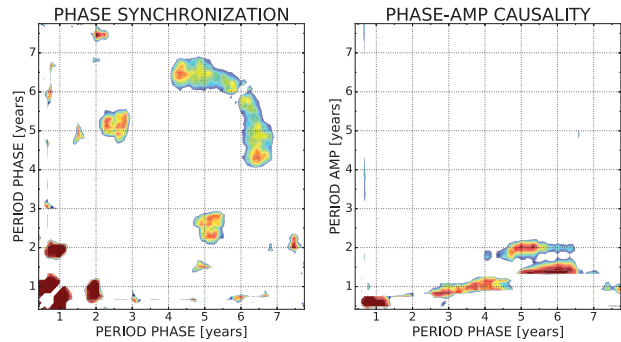 PHASE SYNCHRONIZATION
PERIOD PHASE [years]
7
6
5
4
3
2
1
1 2 3 4 5 6 7
PERIOD PHASE [years]
PHASE-AMP CAUSALITY
PERIOD AMP [years]
7
6
5
4
3
2
1
1 2 3 4 5 6 7
PERIOD PHASE [years]